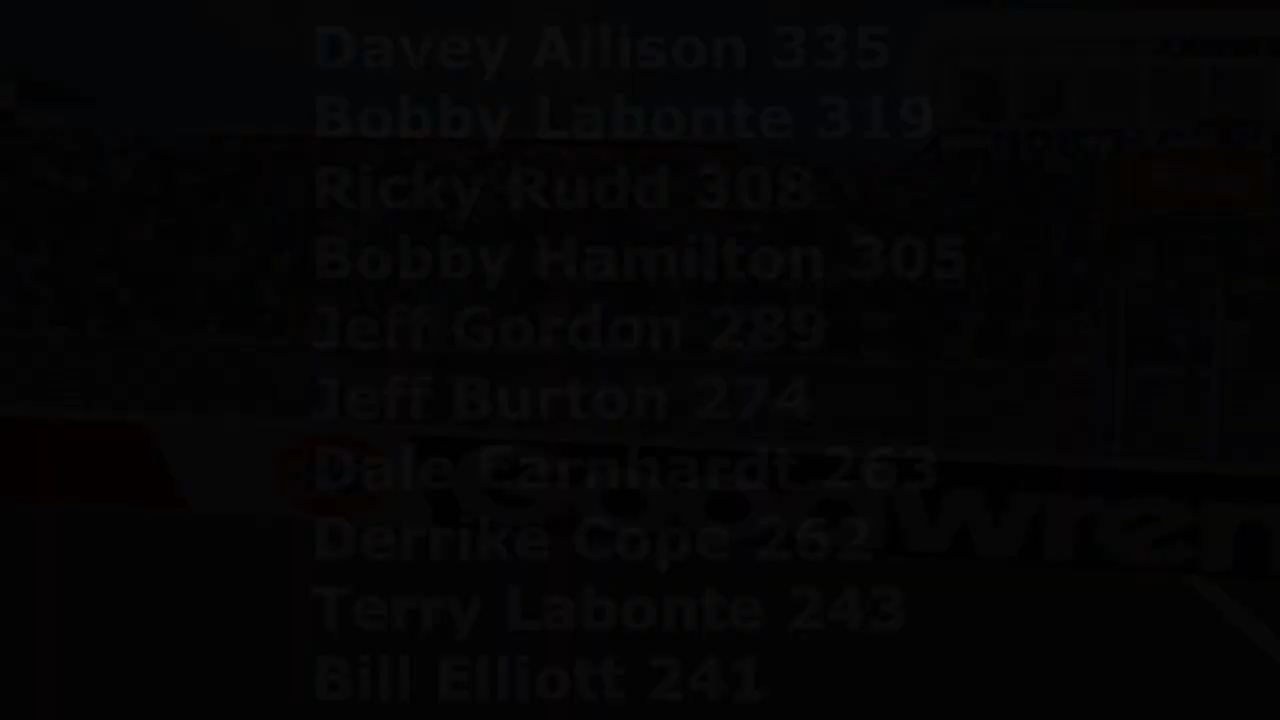 Davey Allison 335
Bobby Labonte 319
Ricky Rudd 308
Bobby Hamilton 305
Jeff Gordon 289
Jeff Burton 274
Dale Earnhardt 263
Derrike Cope 262
Terry Labonte 243
Bill Elliott 241